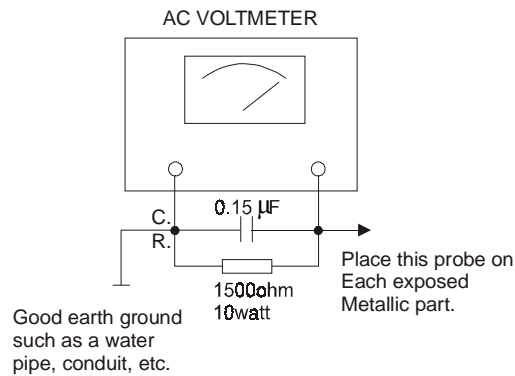 AC VOLTMETER
C.
R.
0.15 µF
1500ohm
10watt
Place this probe on
Each exposed
Metallic part.
Good earth ground
such as a water
pipe, conduit, etc.